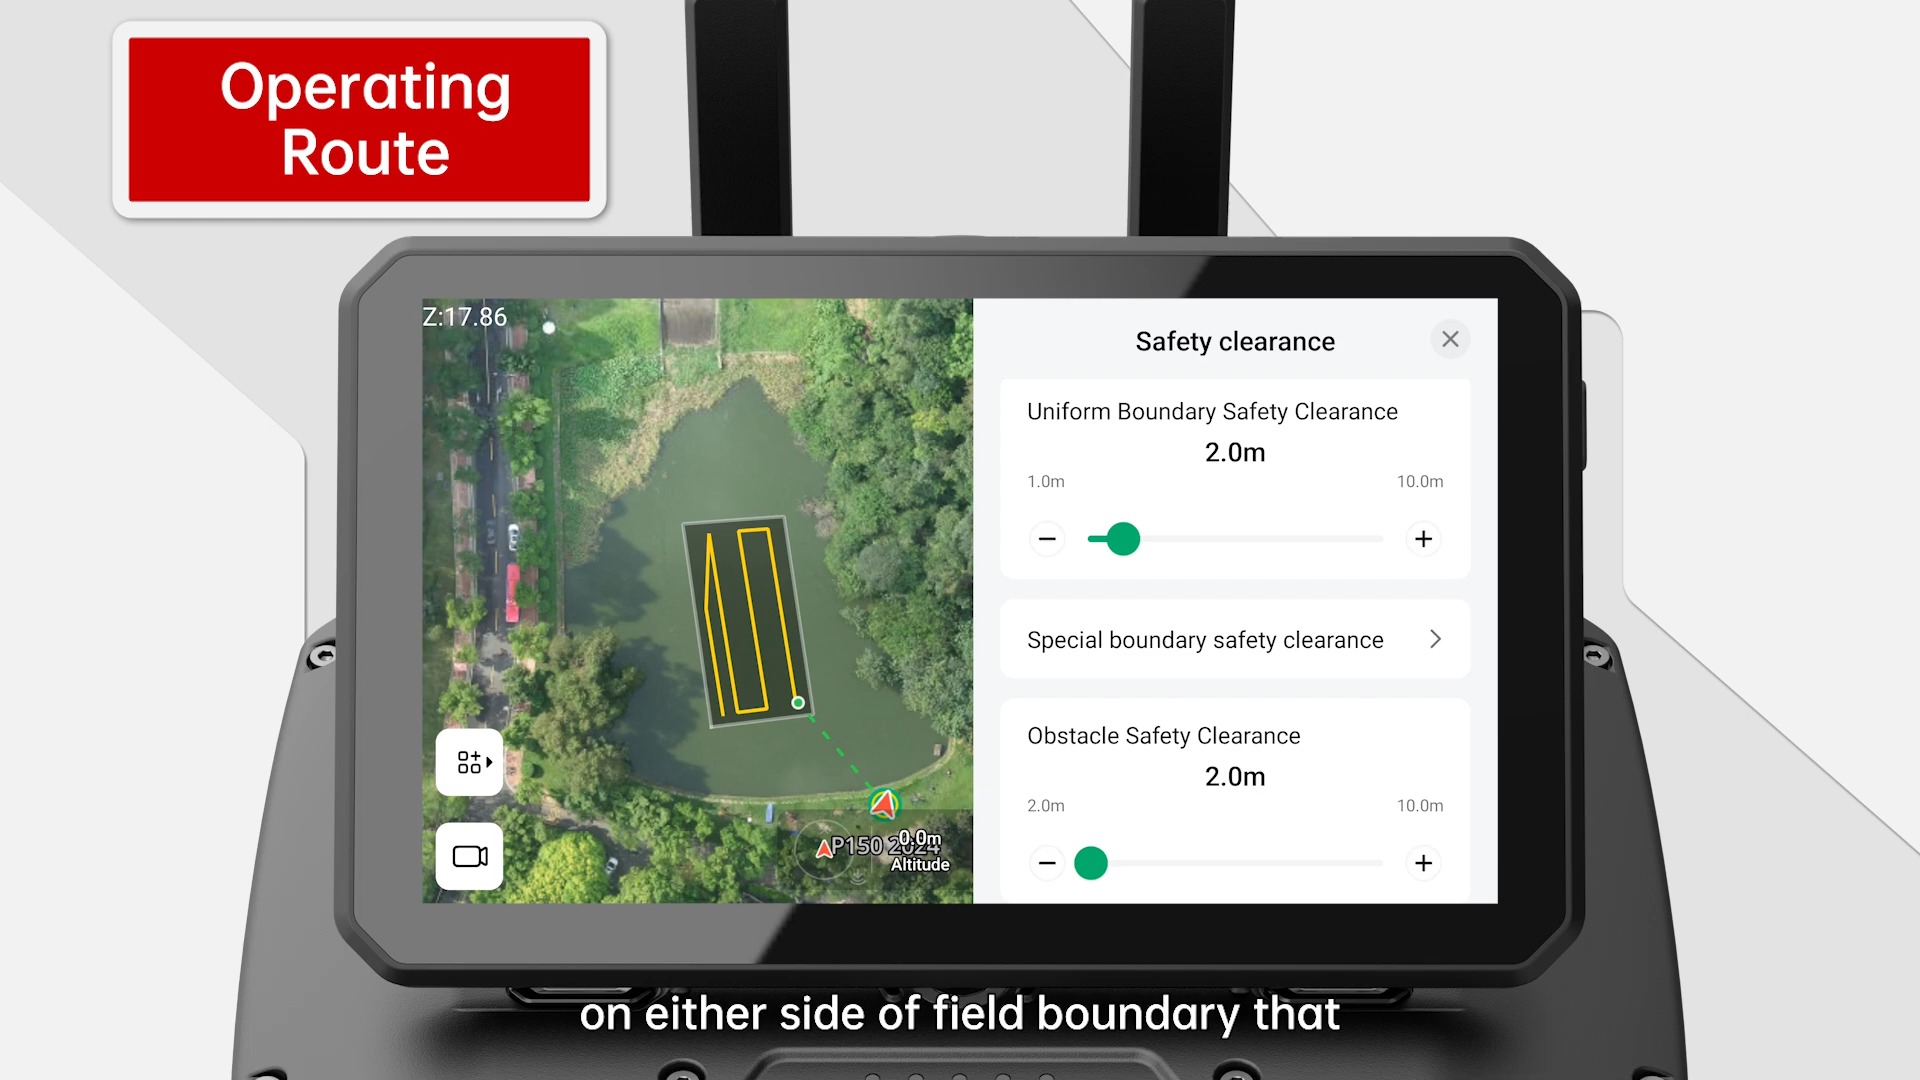 Operating
Route
Z:17.86
Safety clearance
Uniform Boundary Safety Clearance
2.0m
1.0m
10.0m
Special boundary safety clearance
Obstacle Safety Clearance
2.0m
2.0m
10.0m
P150 2024
0.0m
Altitude
on either side of field boundary that